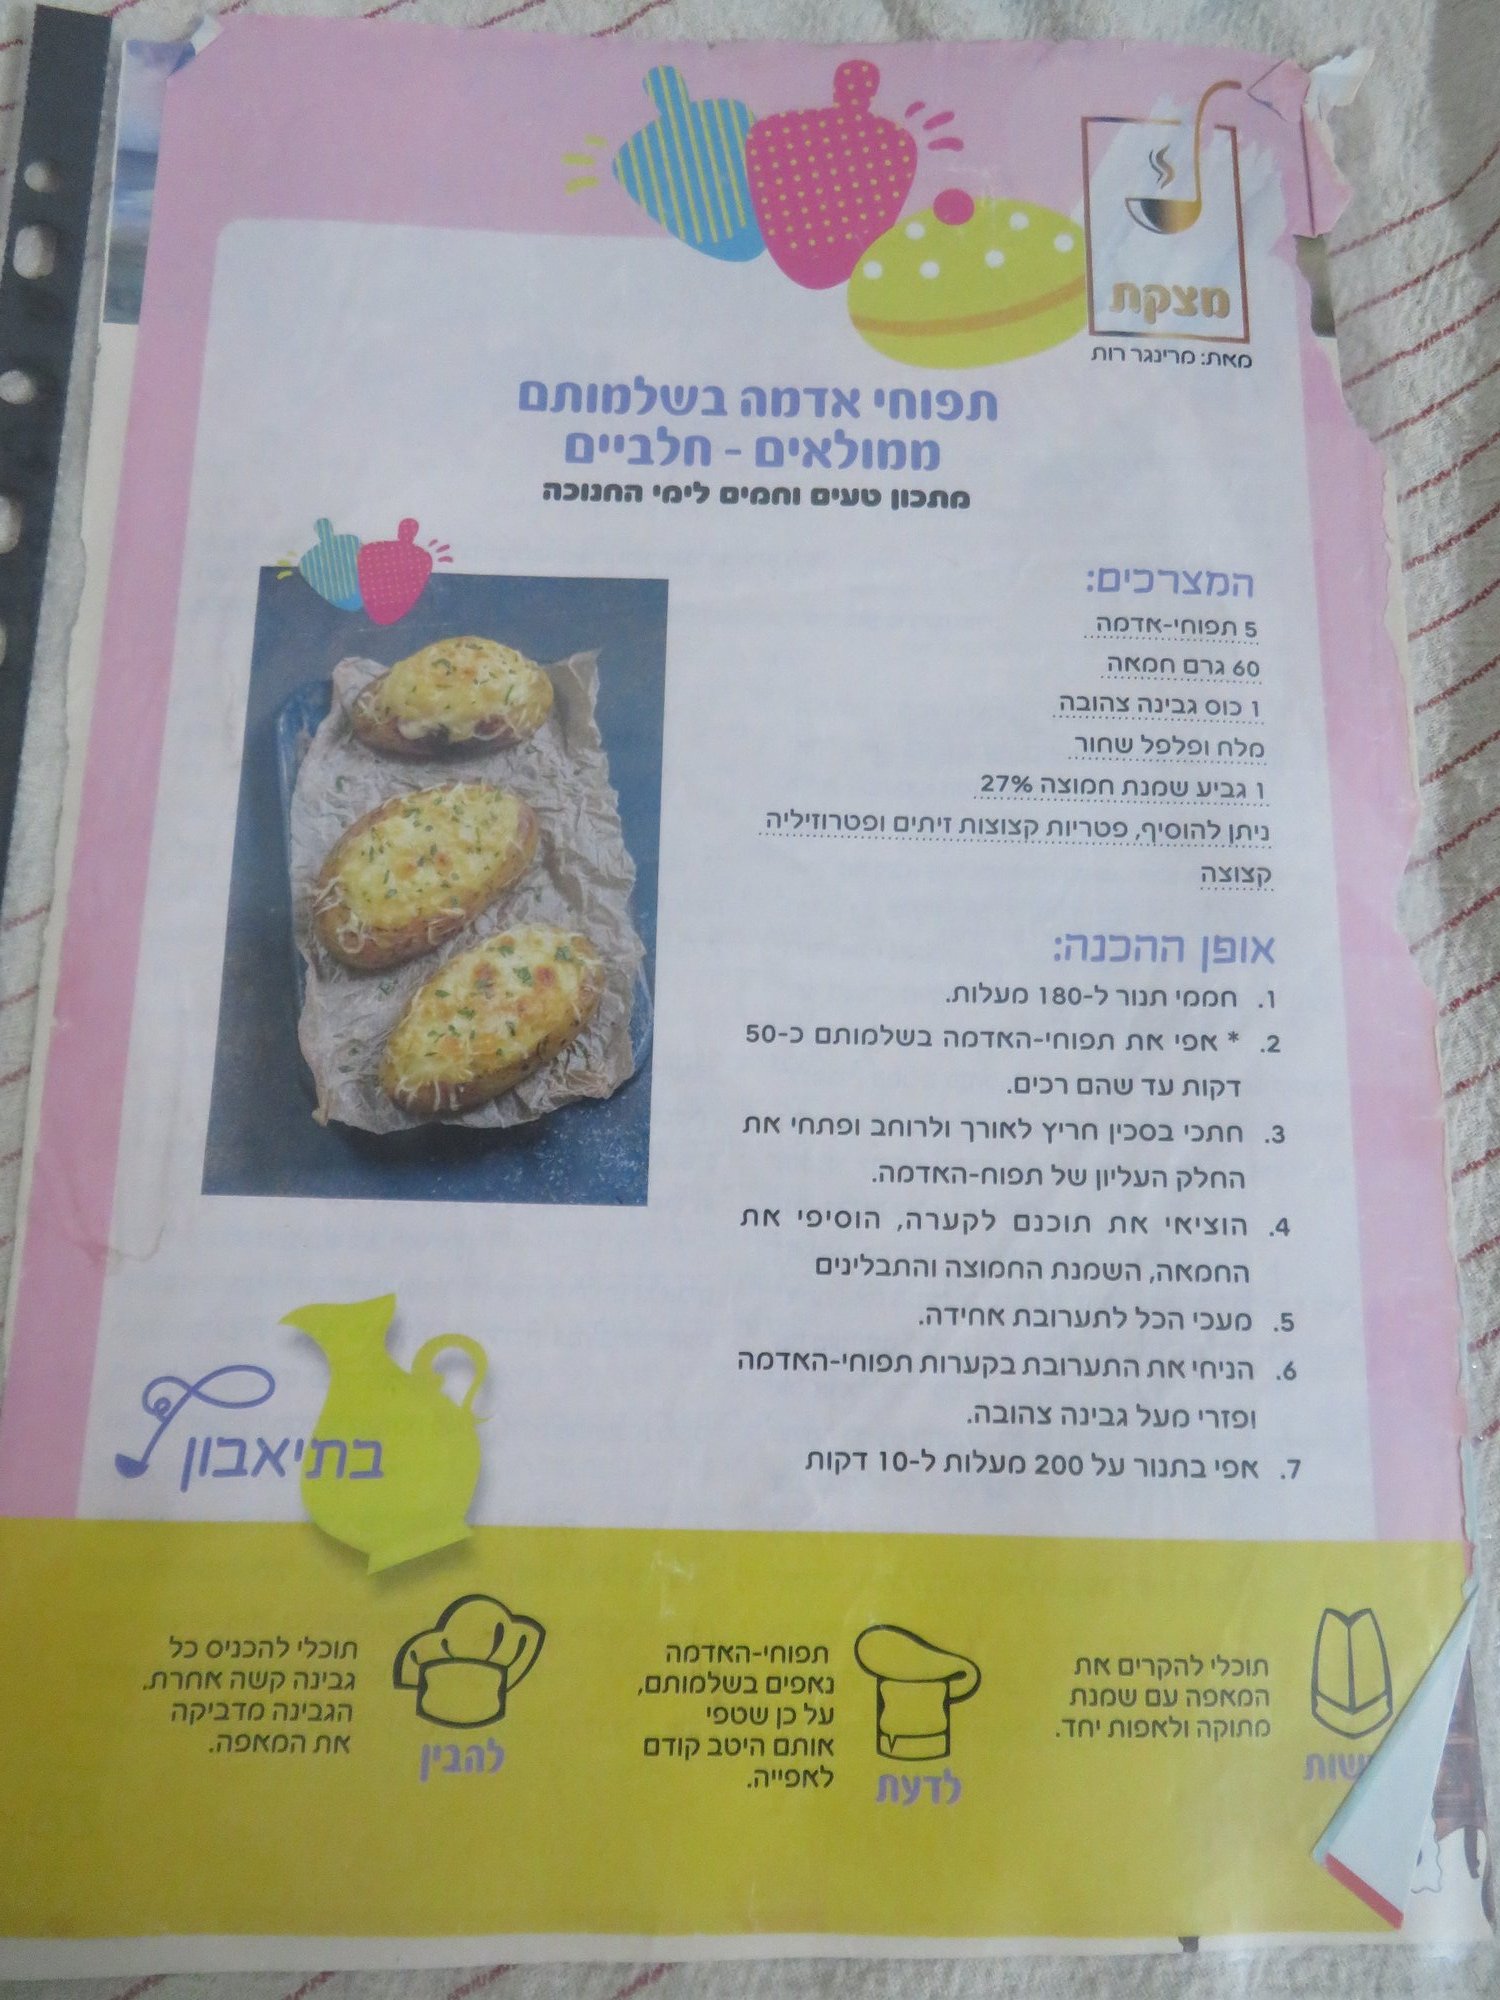 מצקת
מאת: מרינגר רות
תפוחי אדמה בשלמותם
ממולאים - חלביים
מתכון טעים וחמים לימי החנוכה
המצרכים:
5 תפוחי-אדמה
60 גרם חמאה
1 כוס גבינה צהובה
מלח ופלפל שחור
1 גביע שמנת חמוצה 27%
ניתן להוסיף, פטריות קצוצות זיתים ופטרוזיליה
קצוצה
אופן ההכנה:
1. חממי תנור ל-180 מעלות.
2. * אפי את תפוחי-האדמה בשלמותם כ-50
דקות עד שהם רכים.
3. חתכי בסכין חריץ לאורך ולרוחב ופתחי את
החלק העליון של תפוח-האדמה.
4. הוציאי את תוכנם לקערה, הוסיפי את
החמאה, השמנת החמוצה והתבלינים
5. מעכי הכל לתערובת אחידה.
6. הניחי את התערובת בקערות תפוחי-האדמה
ופזרי מעל גבינה צהובה.
7. אפי בתנור על 200 מעלות ל-10 דקות
בתיאבון
תוכלי להקרים את
המאפה עם שמנת
מתוקה ולאפות יחד.
תפוחי-האדמה
נאפים בשלמותם,
על כן שטפי
אותם היטב קודם
לאפייה.
לדעת
תוכלי להכניס כל
גבינה קשה אחרת.
הגבינה מדביקה
את המאפה.
להבין